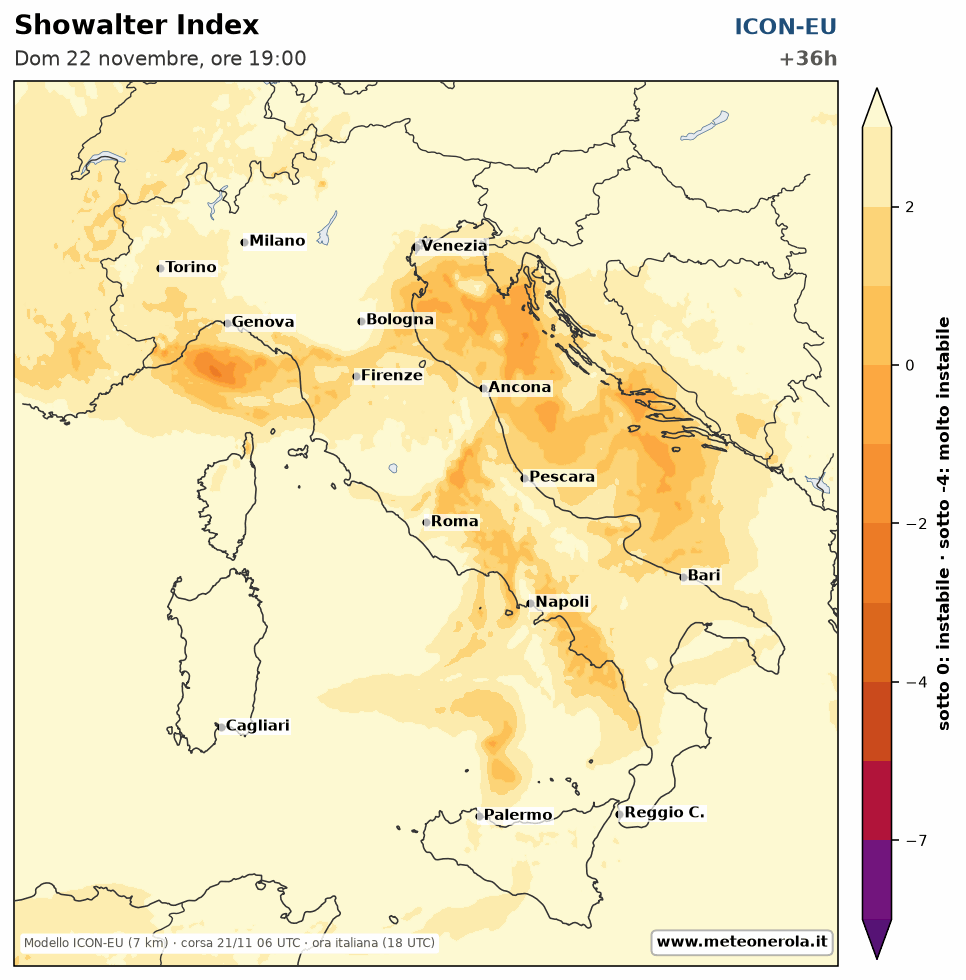 Showalter Index
ICON-EU
Dom 22 novembre, ore 19:00
+36h
Milano
Venezia
Torino
Genova
Bologna
Firenze
Ancona
Pescara
Roma
Bari
Napoli
Cagliari
Palermo
Reggio C.
2
0
−2
−4
−7
sotto 0: instabile · sotto -4: molto instabile
Modello ICON-EU (7 km) · corsa 21/11 06 UTC · ora italiana (18 UTC)
www.meteonerola.it